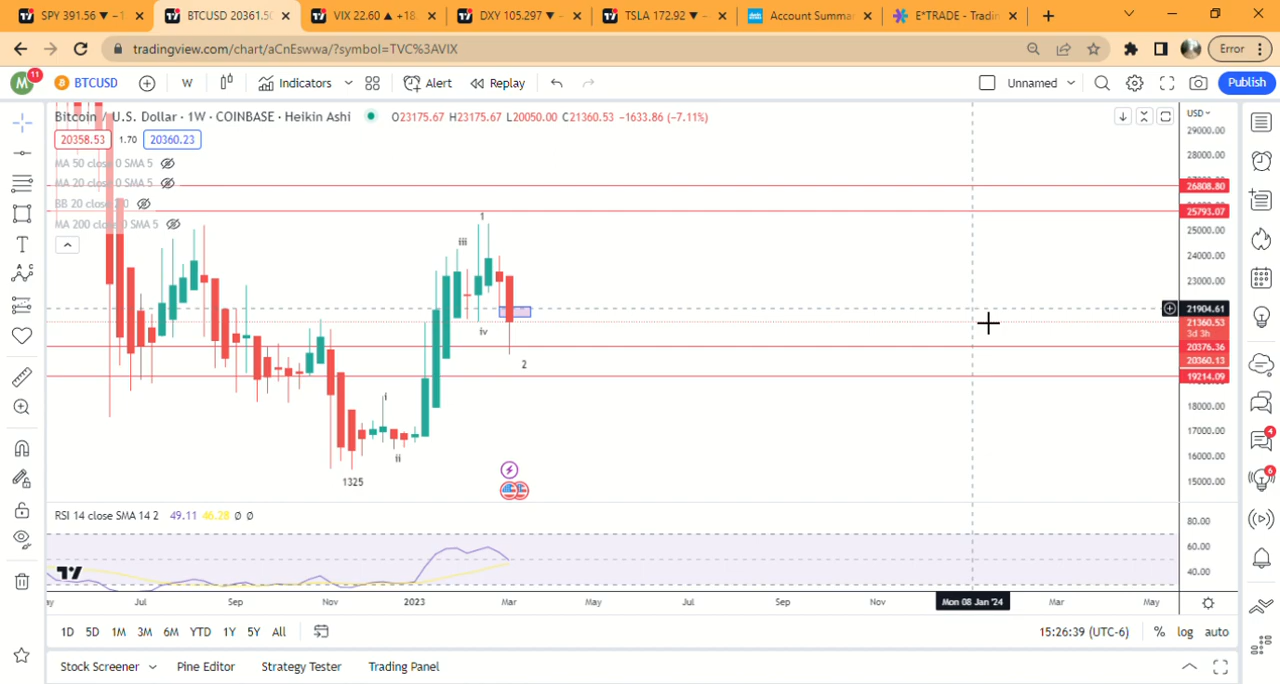 SPY 391.56 ▼ −1
BTCUSD 20361.50
VIX 22.60 ▲ +18.
DXY 105.297 ▼ −
TSLA 172.92 ▼ −
Account Summa
E*TRADE - Tradin
tradingview.com/chart/aCnEswwa/?symbol=TVC%3AVIX
Error
M 11 BTCUSD W Indicators Alert Replay Unnamed Publish
Bitcoin / U.S. Dollar · 1W · COINBASE · Heikin Ashi O23175.67 H23175.67 L20050.00 C21360.53 −1633.86 (−7.11%)
USD
20358.53 1.70 20360.23
MA 50 close 0 SMA 5
MA 20 close 0 SMA 5
BB 20 close 2 0
MA 200 close 0 SMA 5
29000.00
28000.00
26808.80
25793.07
25000.00
24000.00
23000.00
21904.61
21360.53
3d 3h
20376.36
20360.13
19214.09
18000.00
17000.00
16000.00
15000.00
1
iii
iv
2
i
ii
1325
RSI 14 close SMA 14 2 49.11 46.28 Ø Ø
80.00
60.00
40.00
Jul Sep Nov 2023 Mar May Jul Sep Nov Mon 08 Jan '24 Mar May
1D 5D 1M 3M 6M YTD 1Y 5Y All 15:26:39 (UTC-6) % log auto
Stock Screener Pine Editor Strategy Tester Trading Panel
4
6